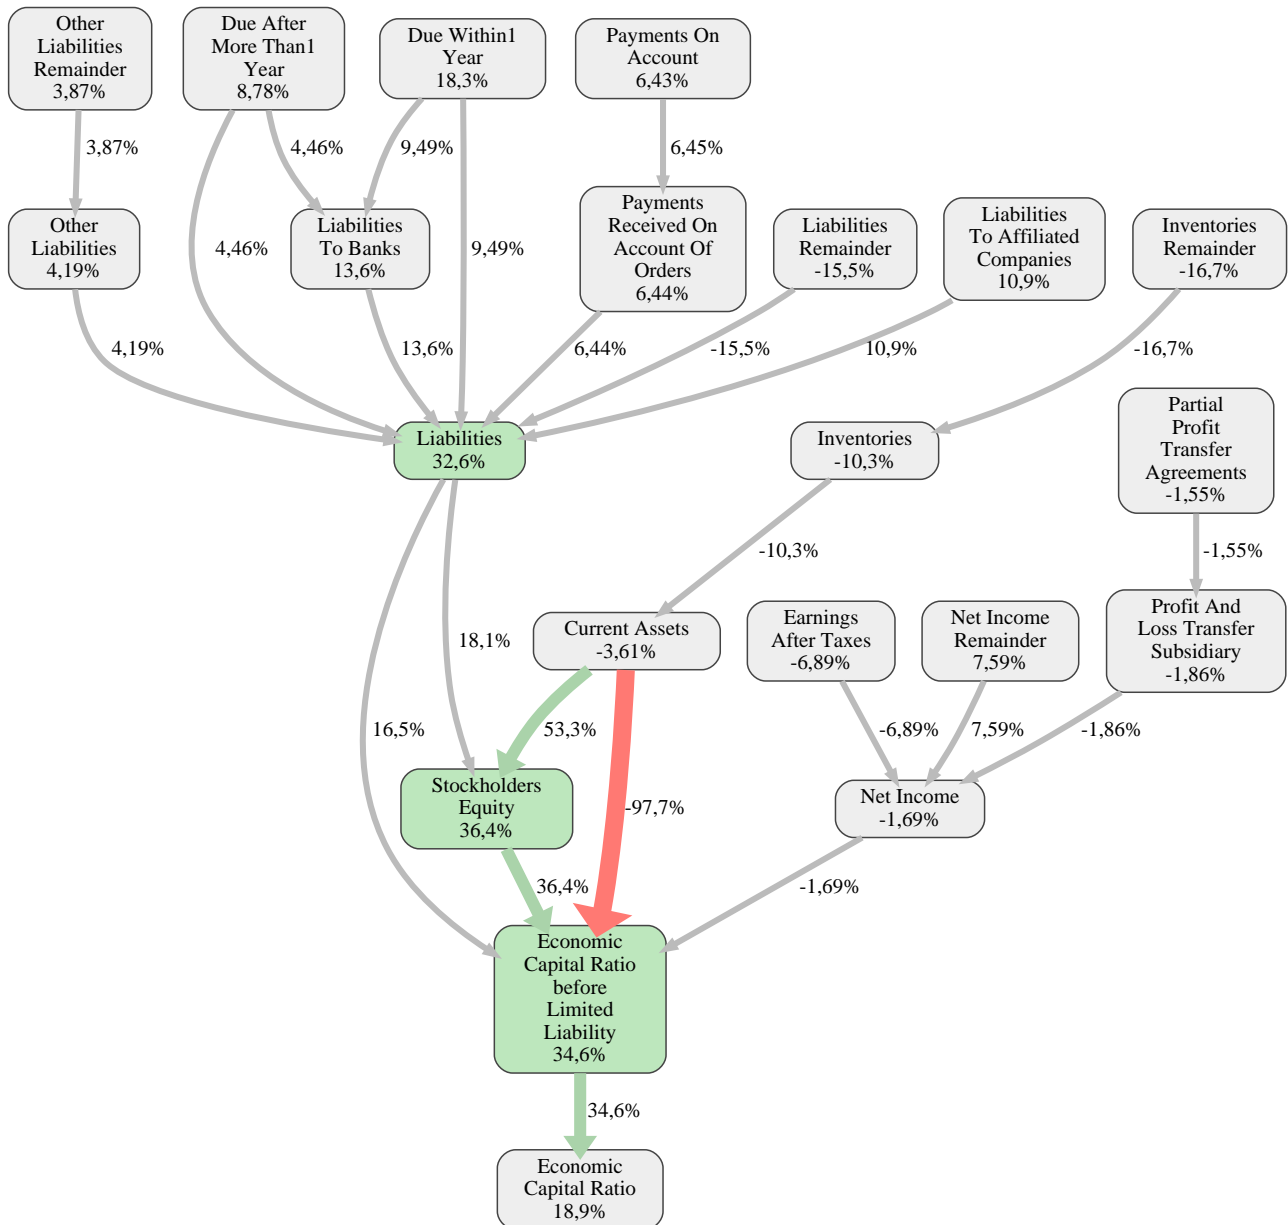 Other
Liabilities
Remainder
3,87%
Due After
More Than1
Year
8,78%
Due Within1
Year
18,3%
Payments On
Account
6,43%
3,87%
4,46%
9,49%
6,45%
Other
Liabilities
4,19%
4,46%
Liabilities
To Banks
13,6%
9,49%
Payments
Received On
Account Of
Orders
6,44%
Liabilities
Remainder
-15,5%
Liabilities
To Affiliated
Companies
10,9%
Inventories
Remainder
-16,7%
4,19%
13,6%
6,44%
-15,5%
10,9%
-16,7%
Liabilities
32,6%
Inventories
-10,3%
Partial
Profit
Transfer
Agreements
-1,55%
-10,3%
-1,55%
18,1%
Current Assets
-3,61%
Earnings
After Taxes
-6,89%
Net Income
Remainder
7,59%
Profit And
Loss Transfer
Subsidiary
-1,86%
16,5%
53,3%
-97,7%
-6,89%
7,59%
-1,86%
Stockholders
Equity
36,4%
Net Income
-1,69%
36,4%
-1,69%
Economic
Capital Ratio
before
Limited
Liability
34,6%
34,6%
Economic
Capital Ratio
18,9%